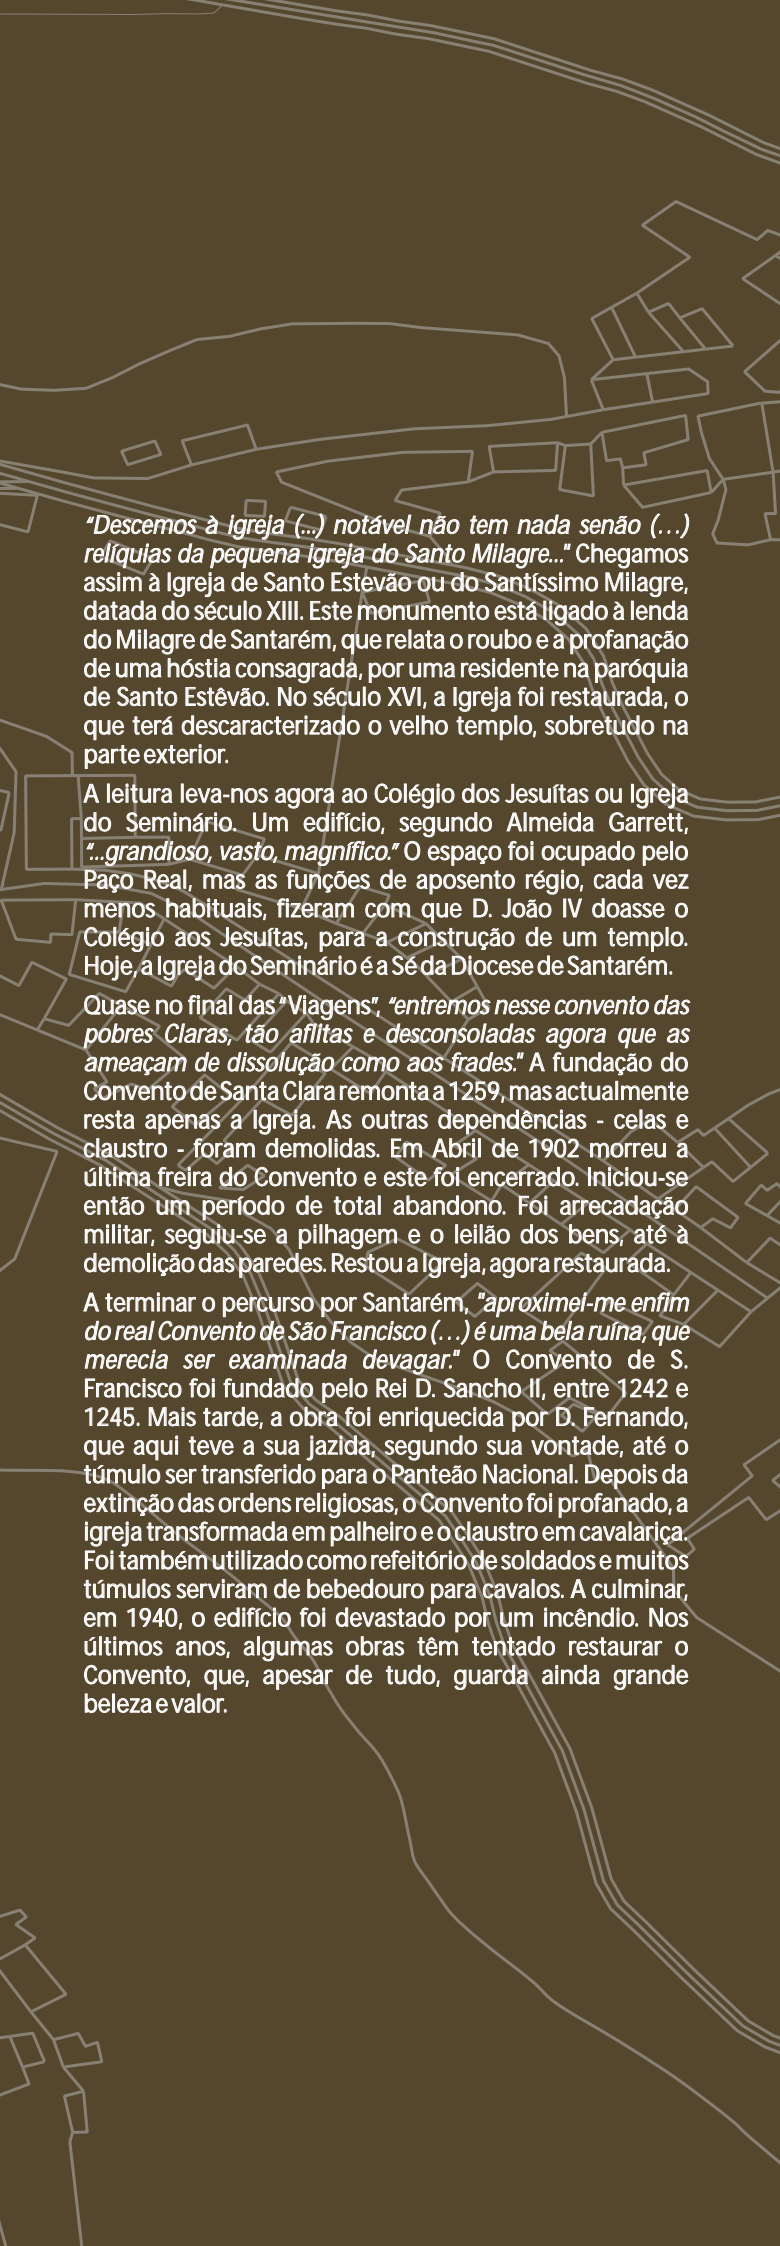 “Descemos à igreja (...) notável não tem nada senão (…)
relíquias da pequena igreja do Santo Milagre...” Chegamos
assim à Igreja de Santo Estevão ou do Santíssimo Milagre,
datada do século XIII. Este monumento está ligado à lenda
do Milagre de Santarém, que relata o roubo e a profanação
de uma hóstia consagrada, por uma residente na paróquia
de Santo Estêvão. No século XVI, a Igreja foi restaurada, o
que terá descaracterizado o velho templo, sobretudo na
parte exterior.
A leitura leva-nos agora ao Colégio dos Jesuítas ou Igreja
do Seminário. Um edifício, segundo Almeida Garrett,
“...grandioso, vasto, magnífico.” O espaço foi ocupado pelo
Paço Real, mas as funções de aposento régio, cada vez
menos habituais, fizeram com que D. João IV doasse o
Colégio aos Jesuítas, para a construção de um templo.
Hoje, a Igreja do Seminário é a Sé da Diocese de Santarém.
Quase no final das “Viagens”, “entremos nesse convento das
pobres Claras, tão aflitas e desconsoladas agora que as
ameaçam de dissolução como aos frades.” A fundação do
Convento de Santa Clara remonta a 1259, mas actualmente
resta apenas a Igreja. As outras dependências - celas e
claustro - foram demolidas. Em Abril de 1902 morreu a
última freira do Convento e este foi encerrado. Iniciou-se
então um período de total abandono. Foi arrecadação
militar, seguiu-se a pilhagem e o leilão dos bens, até à
demolição das paredes. Restou a Igreja, agora restaurada.
A terminar o percurso por Santarém, “aproximei-me enfim
do real Convento de São Francisco (…) é uma bela ruína, que
merecia ser examinada devagar.” O Convento de S.
Francisco foi fundado pelo Rei D. Sancho II, entre 1242 e
1245. Mais tarde, a obra foi enriquecida por D. Fernando,
que aqui teve a sua jazida, segundo sua vontade, até o
túmulo ser transferido para o Panteão Nacional. Depois da
extinção das ordens religiosas, o Convento foi profanado, a
igreja transformada em palheiro e o claustro em cavalariça.
Foi também utilizado como refeitório de soldados e muitos
túmulos serviram de bebedouro para cavalos. A culminar,
em 1940, o edifício foi devastado por um incêndio. Nos
últimos anos, algumas obras têm tentado restaurar o
Convento, que, apesar de tudo, guarda ainda grande
beleza e valor.